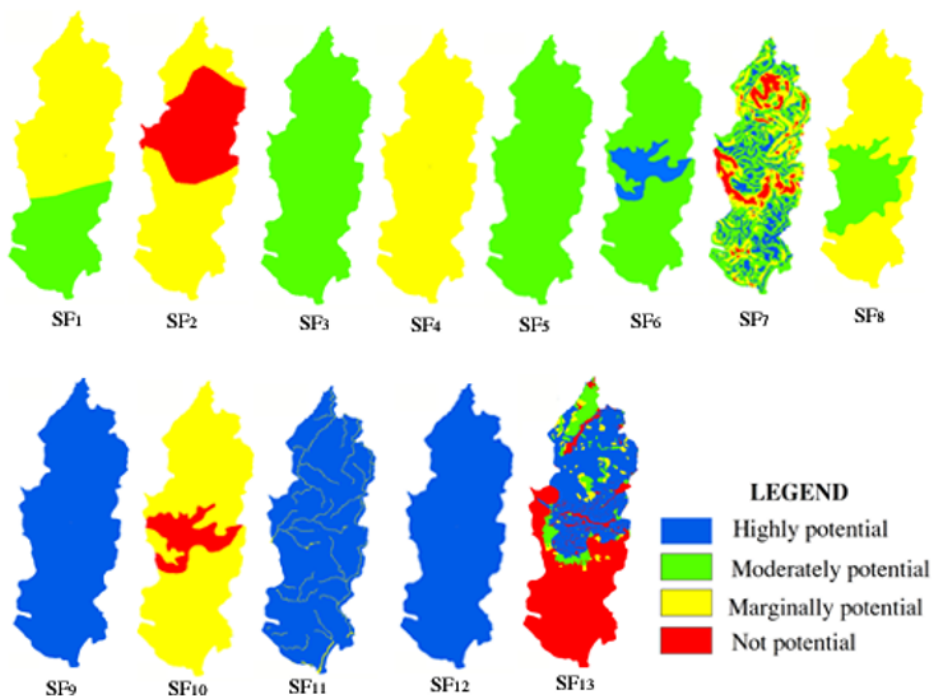 SF1 SF2 SF3 SF4 SF5 SF6 SF7 SF8
LEGEND
Highly potential
Moderately potential
Marginally potential
Not potential
SF9 SF10 SF11 SF12 SF13